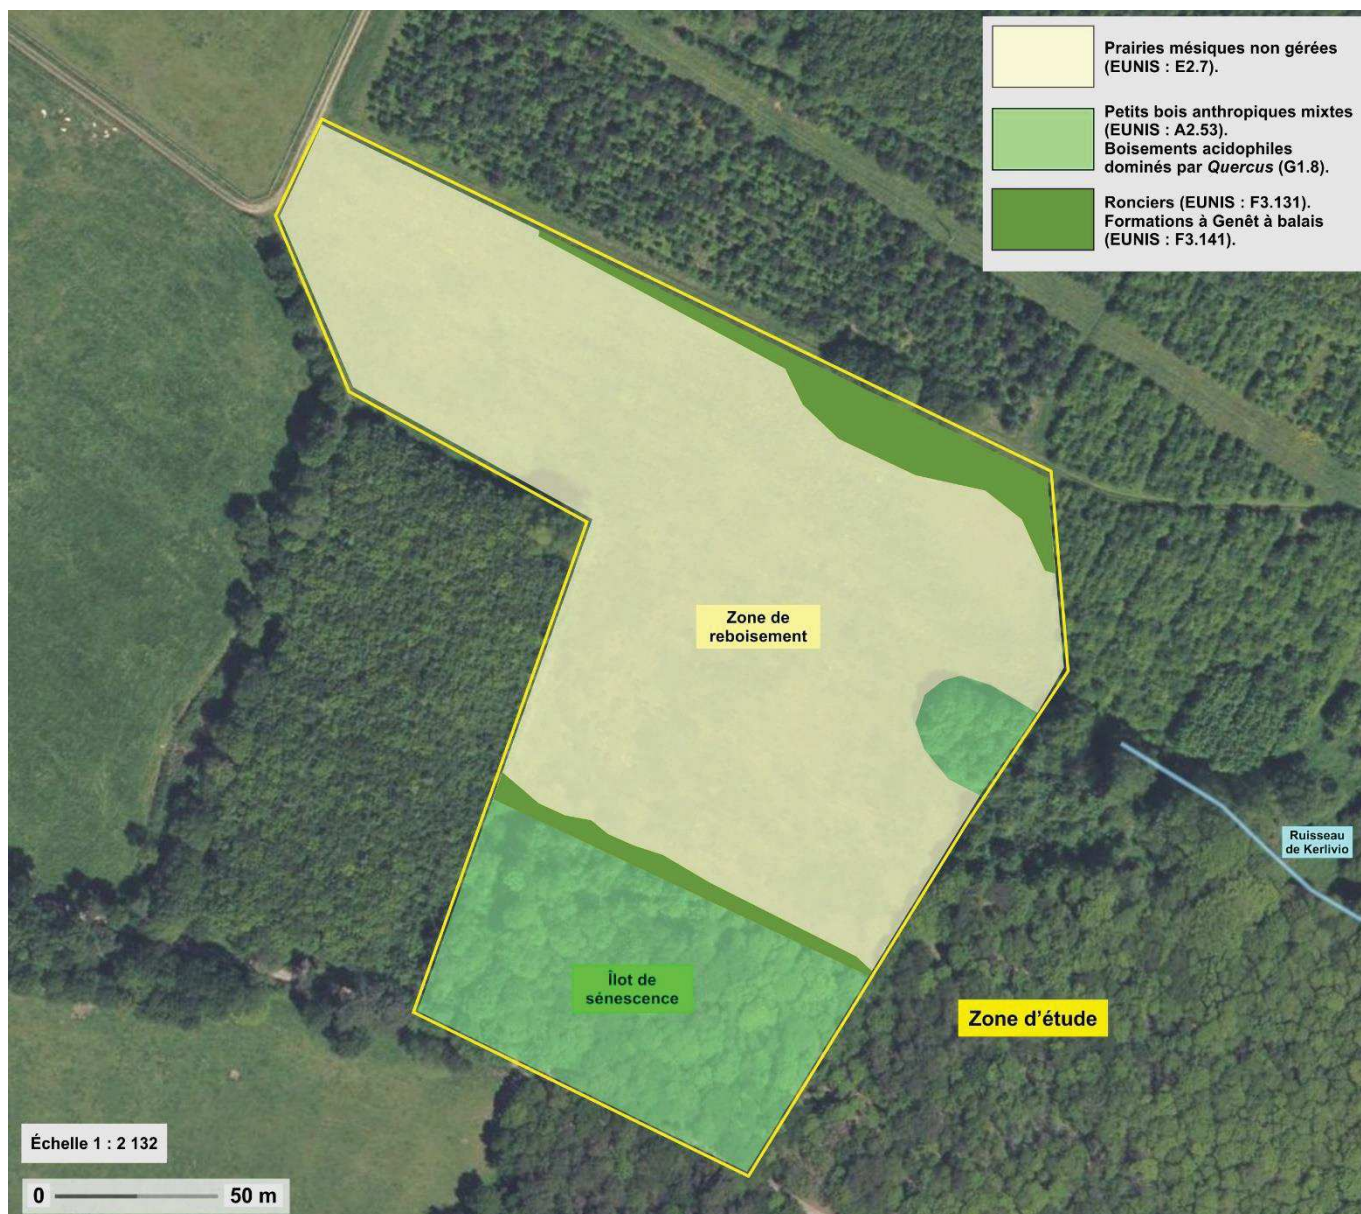 Prairies mésiques non gérées
(EUNIS : E2.7).
Petits bois anthropiques mixtes
(EUNIS : A2.53).
Boisements acidophiles
dominés par Quercus (G1.8).
Ronciers (EUNIS : F3.131).
Formations à Genêt à balais
(EUNIS : F3.141).
Zone de
reboisement
Ruisseau
de Kerlivio
Îlot de
sénescence
Zone d'étude
Échelle 1 : 2 132
0 50 m